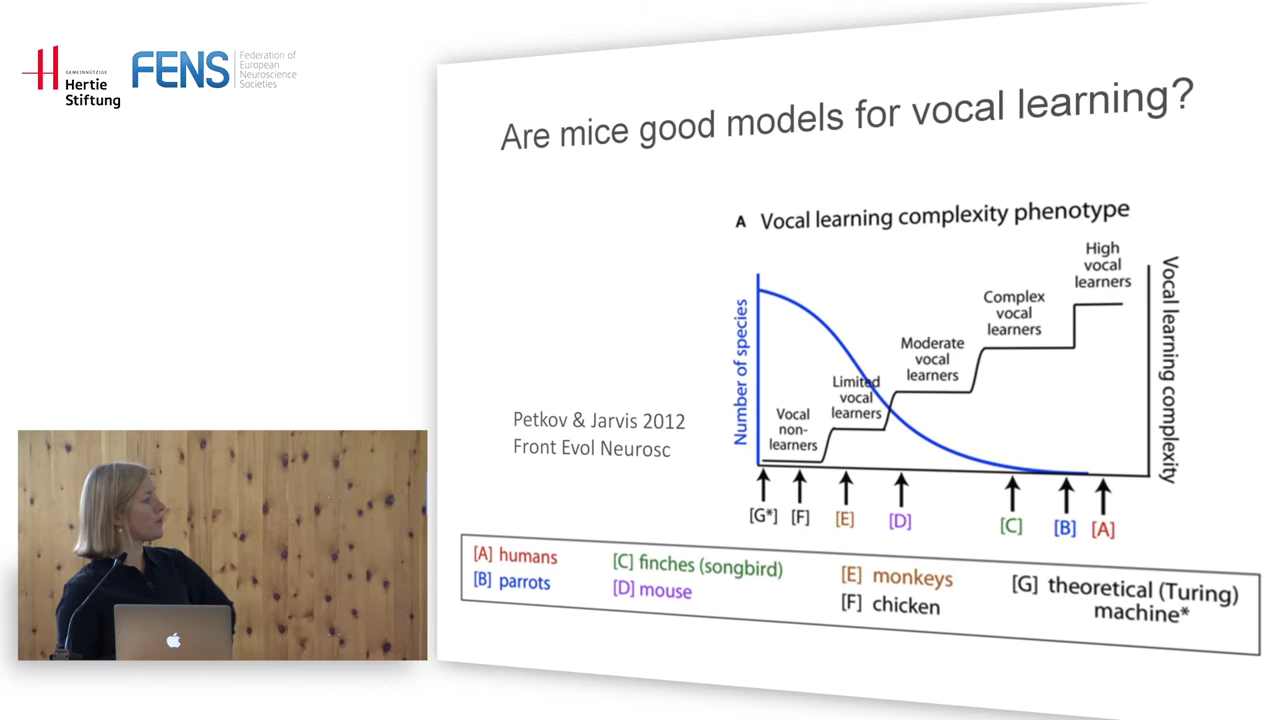 GEMEINNÜTZIGE
Hertie
Stiftung
FENS
Federation of
European
Neuroscience
Societies
Are mice good models for vocal learning?
A Vocal learning complexity phenotype
High
vocal
learners
Complex
vocal
learners
Moderate
vocal
learners
Limited
vocal
learners
Vocal
non-
learners
Number of species
Vocal learning complexity
Petkov & Jarvis 2012
Front Evol Neurosc
[G*] [F] [E] [D] [C] [B] [A]
[A] humans
[B] parrots
[C] finches (songbird)
[D] mouse
[E] monkeys
[F] chicken
[G] theoretical (Turing)
machine*